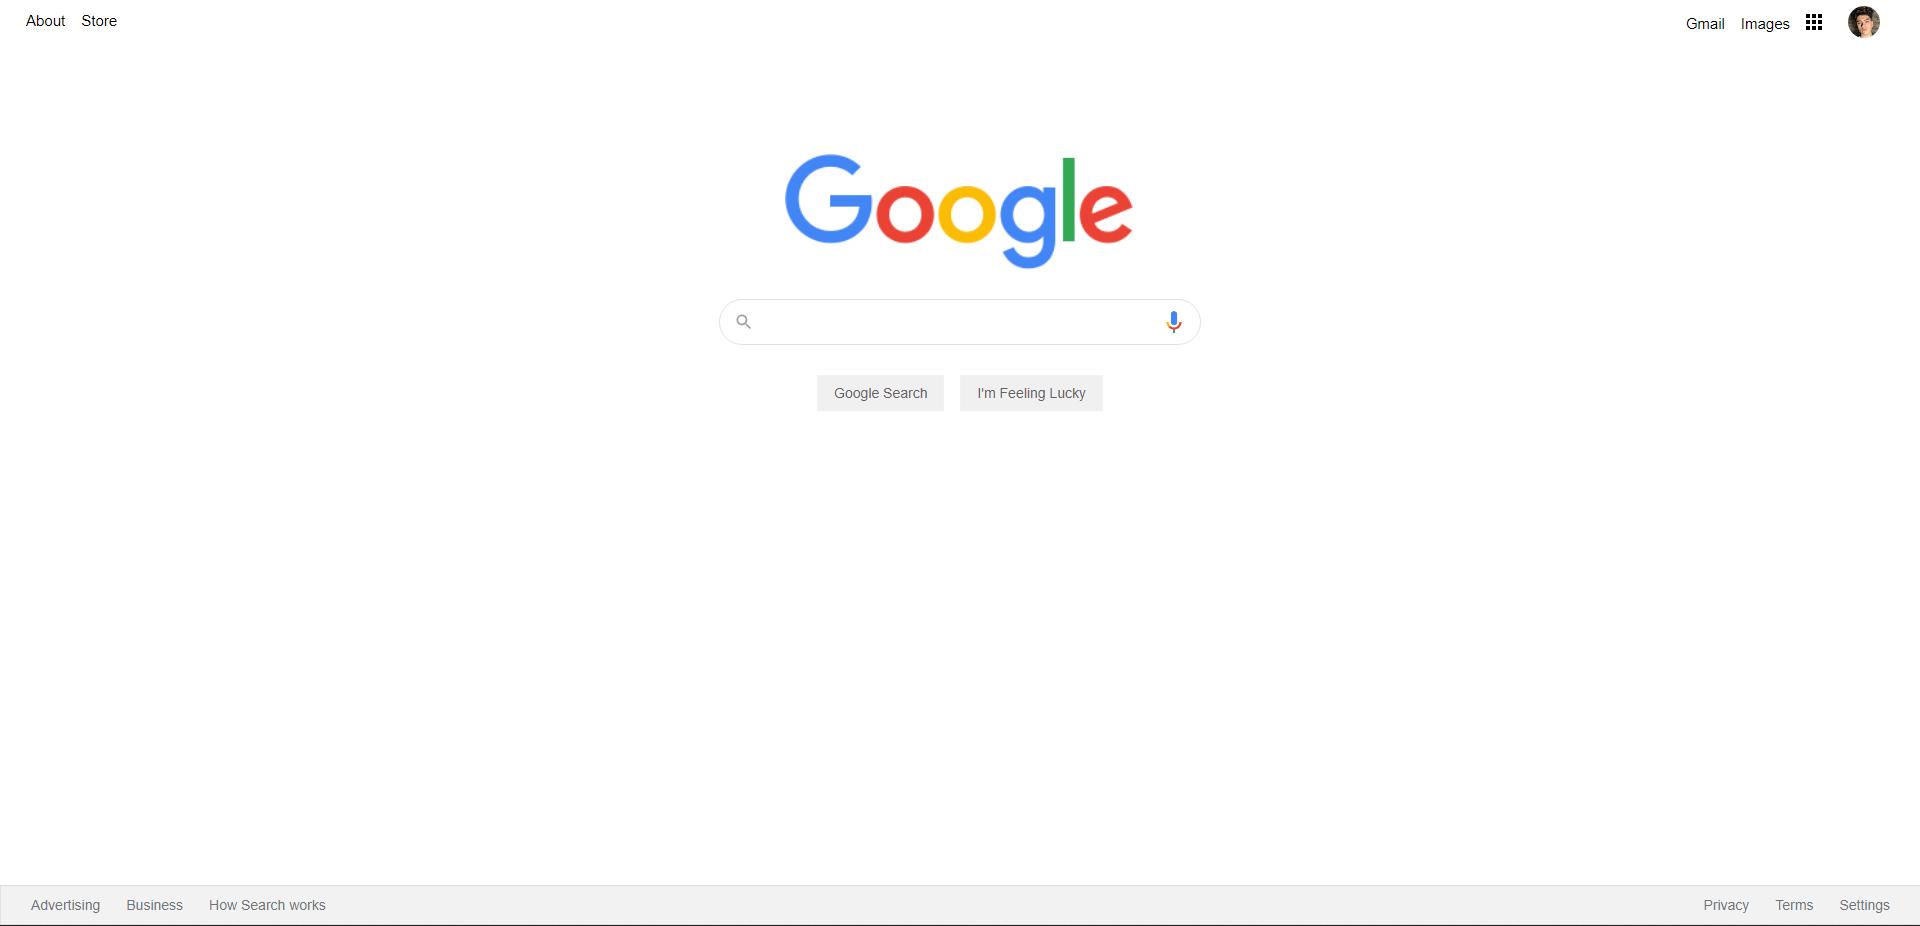 About Store
Gmail Images
Google
Google Search I'm Feeling Lucky
Advertising Business How Search works
Privacy Terms Settings